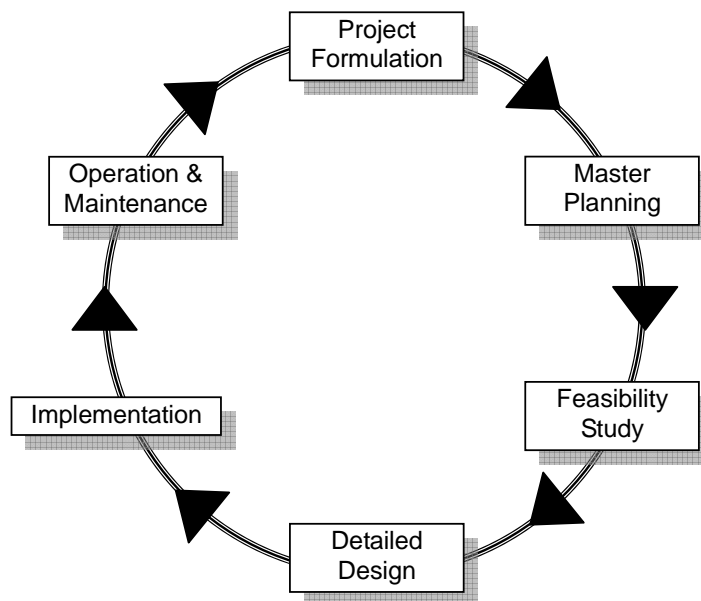 Project
Formulation
Master
Planning
Feasibility
Study
Detailed
Design
Implementation
Operation &
Maintenance